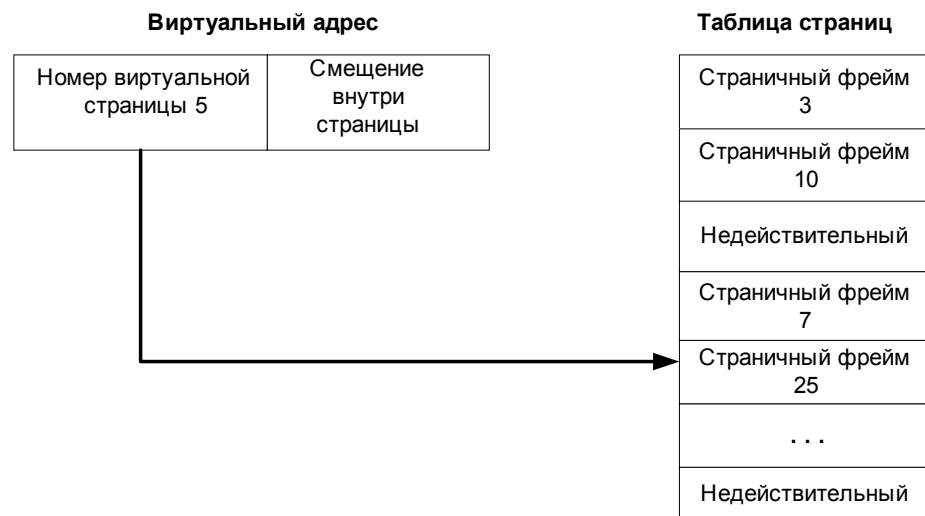 Виртуальный адрес
Таблица страниц
Номер виртуальной
страницы 5
Смещение
внутри
страницы
Страничный фрейм
3
Страничный фрейм
10
Недействительный
Страничный фрейм
7
Страничный фрейм
25
. . .
Недействительный